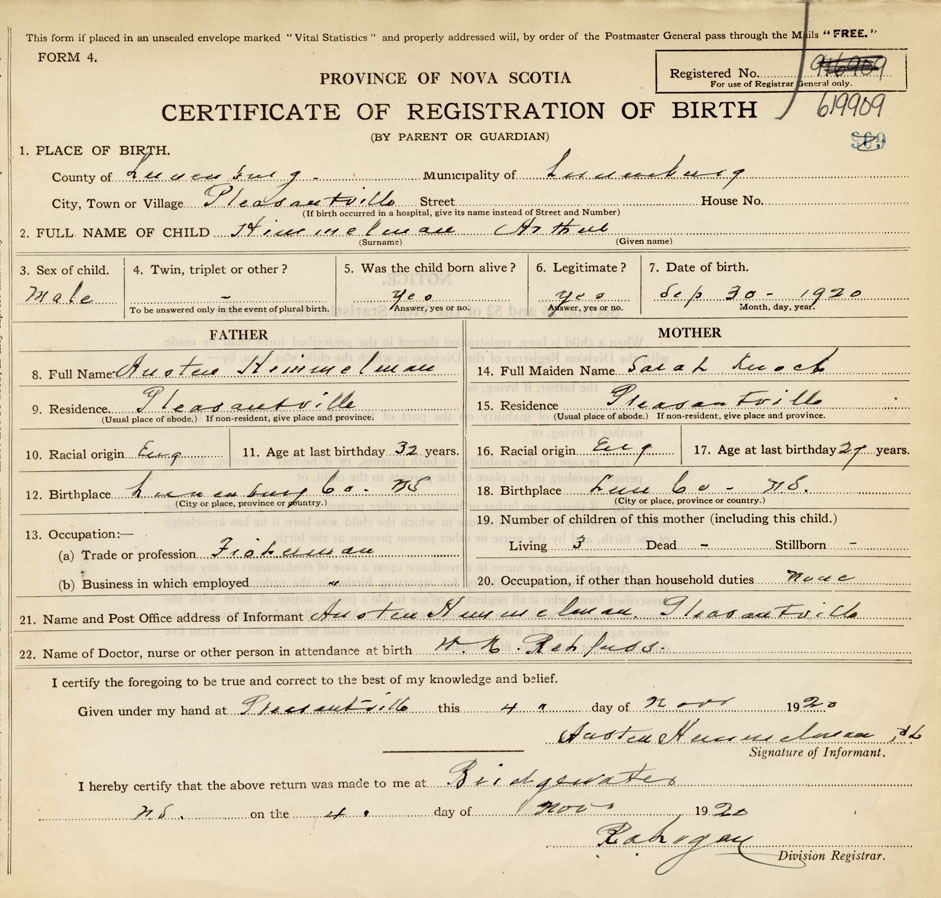 This form if placed in an unsealed envelope marked "Vital Statistics" and properly addressed will, by order of the Postmaster General pass through the Mails "FREE."
FORM 4.
PROVINCE OF NOVA SCOTIA
Registered No. 916909
For use of Registrar General only.
619909
CERTIFICATE OF REGISTRATION OF BIRTH
(BY PARENT OR GUARDIAN)
1. PLACE OF BIRTH.
County of Lunenburg. Municipality of Lunenburg
City, Town or Village Pleasantville Street House No.
(If birth occurred in a hospital, give its name instead of Street and Number)
2. FULL NAME OF CHILD Himmelman Arthur
(Surname) (Given name)
3. Sex of child. 4. Twin, triplet or other? 5. Was the child born alive? 6. Legitimate? 7. Date of birth.
Male - yes yes Sep 30 - 1920
To be answered only in the event of plural birth. Answer, yes or no. Answer, yes or no. Month, day, year.
FATHER MOTHER
8. Full Name Austen Himmelman 14. Full Maiden Name Sarah
9. Residence. Pleasantville 15. Residence Pleasantville
(Usual place of abode.) If non-resident, give place and province. (Usual place of abode.) If non-resident, give place and province.
10. Racial origin Eng 11. Age at last birthday 32 years. 16. Racial origin Eng 17. Age at last birthday 27 years.
12. Birthplace Lunenburg Co - NS 18. Birthplace Lun Co - NS.
(City or place, province or country.) (City or place, province or country.)
13. Occupation:— 19. Number of children of this mother (including this child.)
(a) Trade or profession Fisherman Living 3 Dead - Stillborn -
(b) Business in which employed " 20. Occupation, if other than household duties none
21. Name and Post Office address of Informant Austen Himmelman. Pleasantville
22. Name of Doctor, nurse or other person in attendance at birth W. R. Rehfuss.
I certify the foregoing to be true and correct to the best of my knowledge and belief.
Given under my hand at Pleasantville this 4 " day of Nov 1920
Austen Himmelman
Signature of Informant.
I hereby certify that the above return was made to me at Bridgewater
NS. on the 4. day of Nov 1920
Division Registrar.